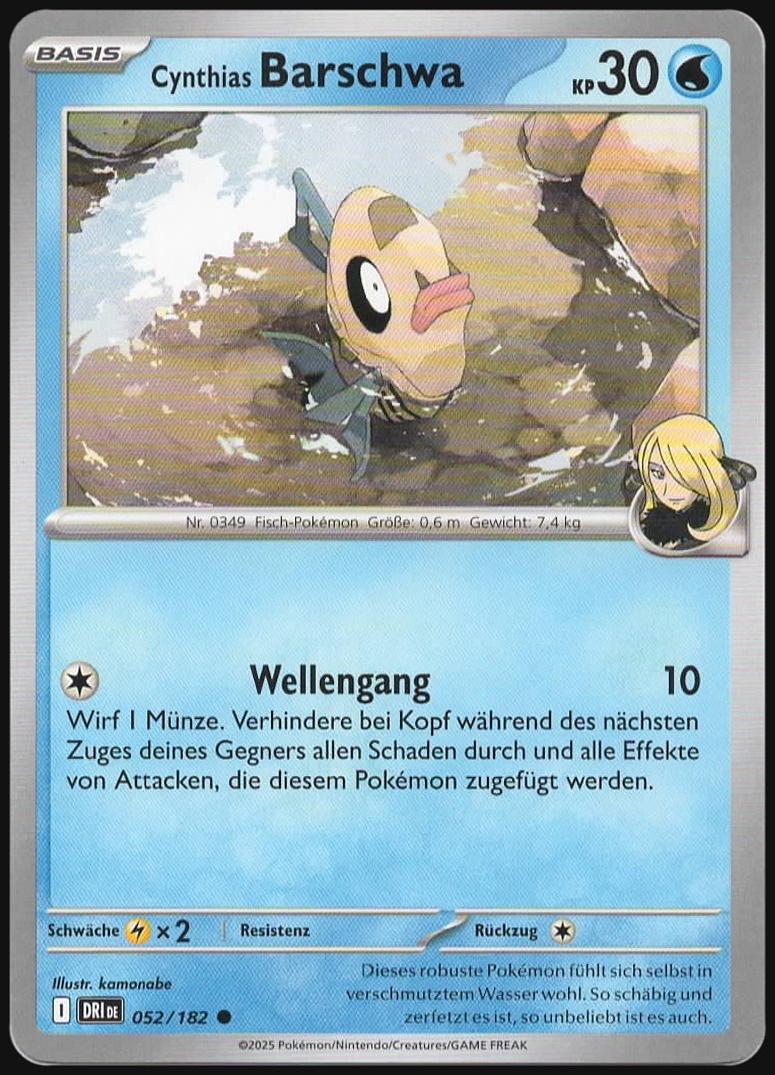 BASIS
Cynthias Barschwa
KP 30
Nr. 0349 Fisch-Pokémon Größe: 0,6 m Gewicht: 7,4 kg
Wellengang 10
Wirf 1 Münze. Verhindere bei Kopf während des nächsten
Zuges deines Gegners allen Schaden durch und alle Effekte
von Attacken, die diesem Pokémon zugefügt werden.
Schwäche ×2 Resistenz Rückzug
Illustr. kamonabe
I DRI DE 052/182
Dieses robuste Pokémon fühlt sich selbst in
verschmutztem Wasser wohl. So schäbig und
zerfetzt es ist, so unbeliebt ist es auch.
©2025 Pokémon/Nintendo/Creatures/GAME FREAK